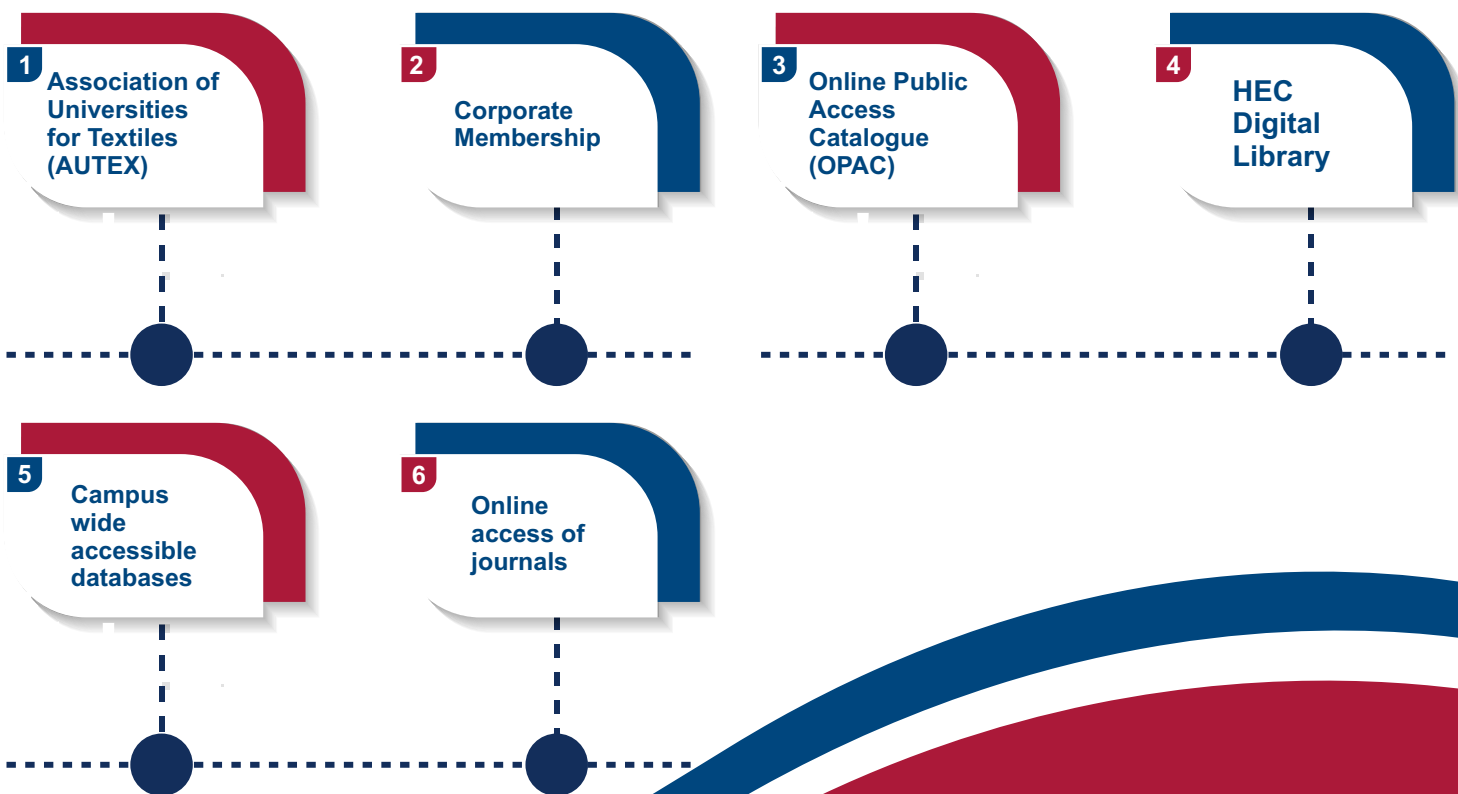 1
Association of
Universities
for Textiles
(AUTEX)
2
Corporate
Membership
3
Online Public
Access
Catalogue
(OPAC)
4
HEC
Digital
Library
5
Campus
wide
accessible
databases
6
Online
access of
journals